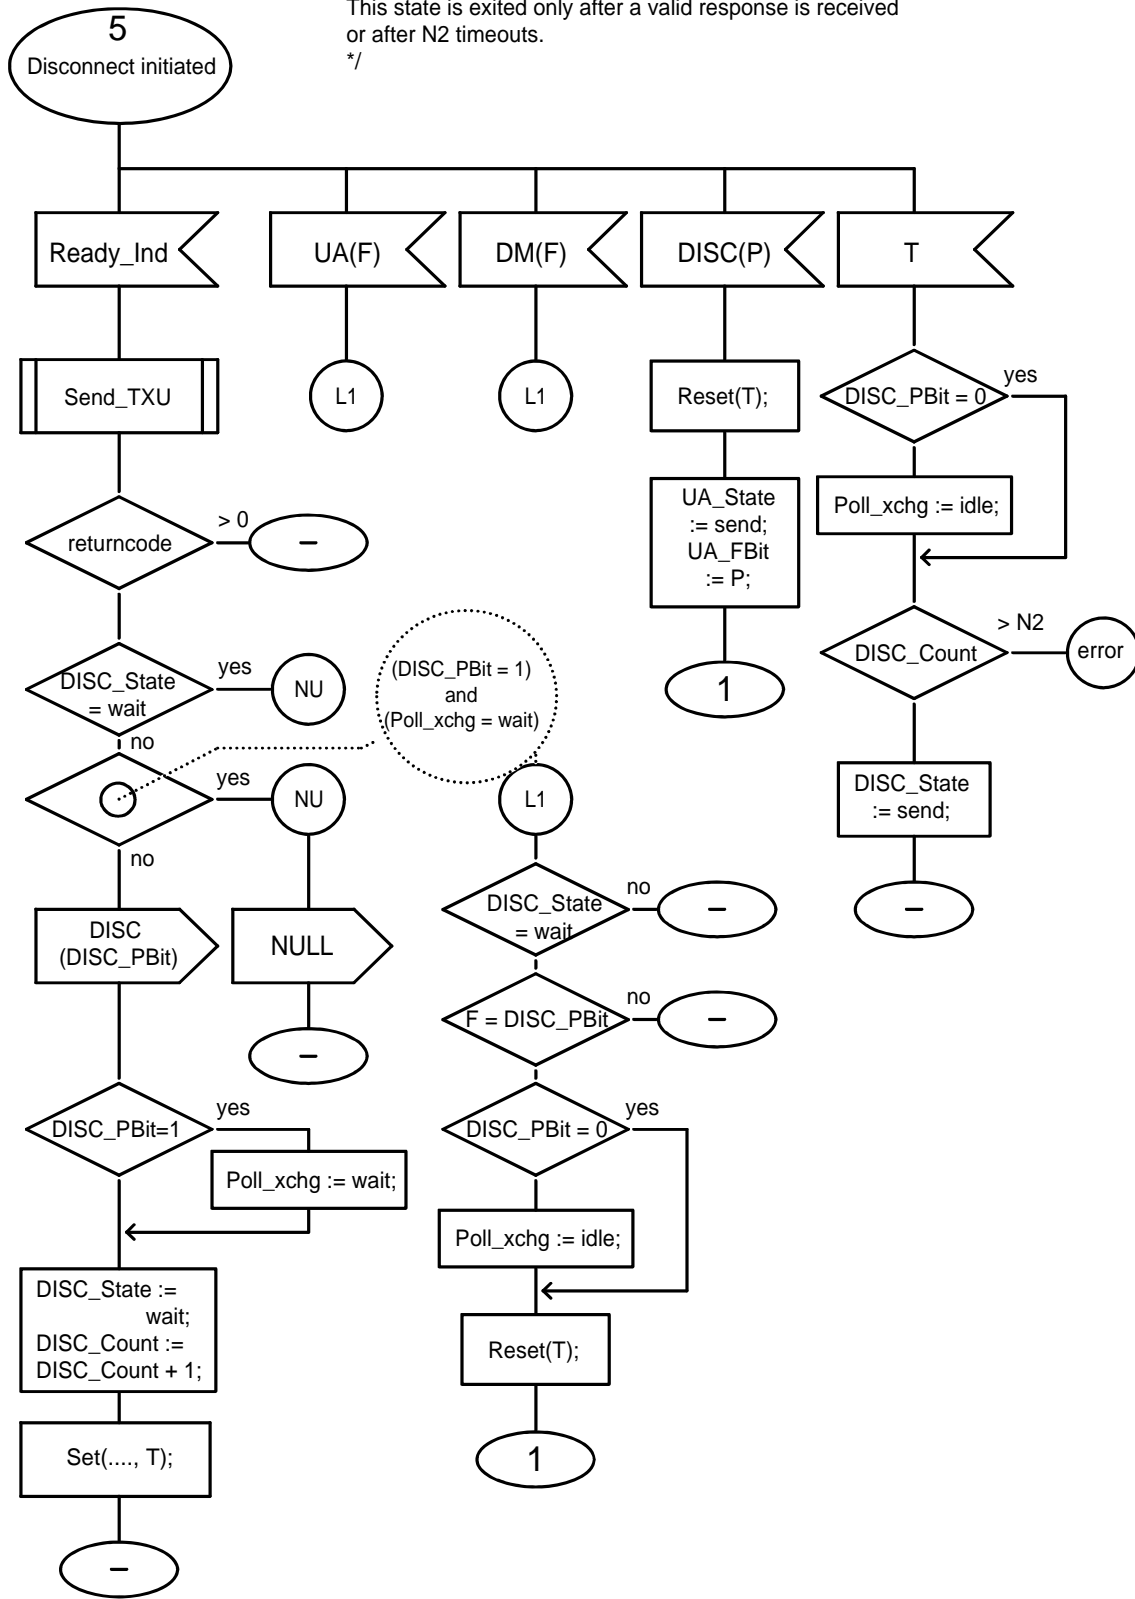 This state is exited only after a valid response is received
or after N2 timeouts.
*/
5
Disconnect initiated
Ready_Ind
UA(F)
DM(F)
DISC(P)
T
Send_TXU
L1
L1
Reset(T);
DISC_PBit = 0
yes
UA_State
:= send;
UA_FBit
:= P;
Poll_xchg := idle;
returncode
> 0
–
DISC_State
= wait
yes
NU
no
(DISC_PBit = 1)
and
(Poll_xchg = wait)
1
DISC_Count
> N2
error
yes
NU
no
L1
DISC_State
:= send;
–
DISC
(DISC_PBit)
NULL
–
DISC_State
= wait
no
–
F = DISC_PBit
no
–
DISC_PBit=1
yes
Poll_xchg := wait;
DISC_PBit = 0
yes
Poll_xchg := idle;
DISC_State :=
wait;
DISC_Count :=
DISC_Count + 1;
Reset(T);
Set(...., T);
1
–